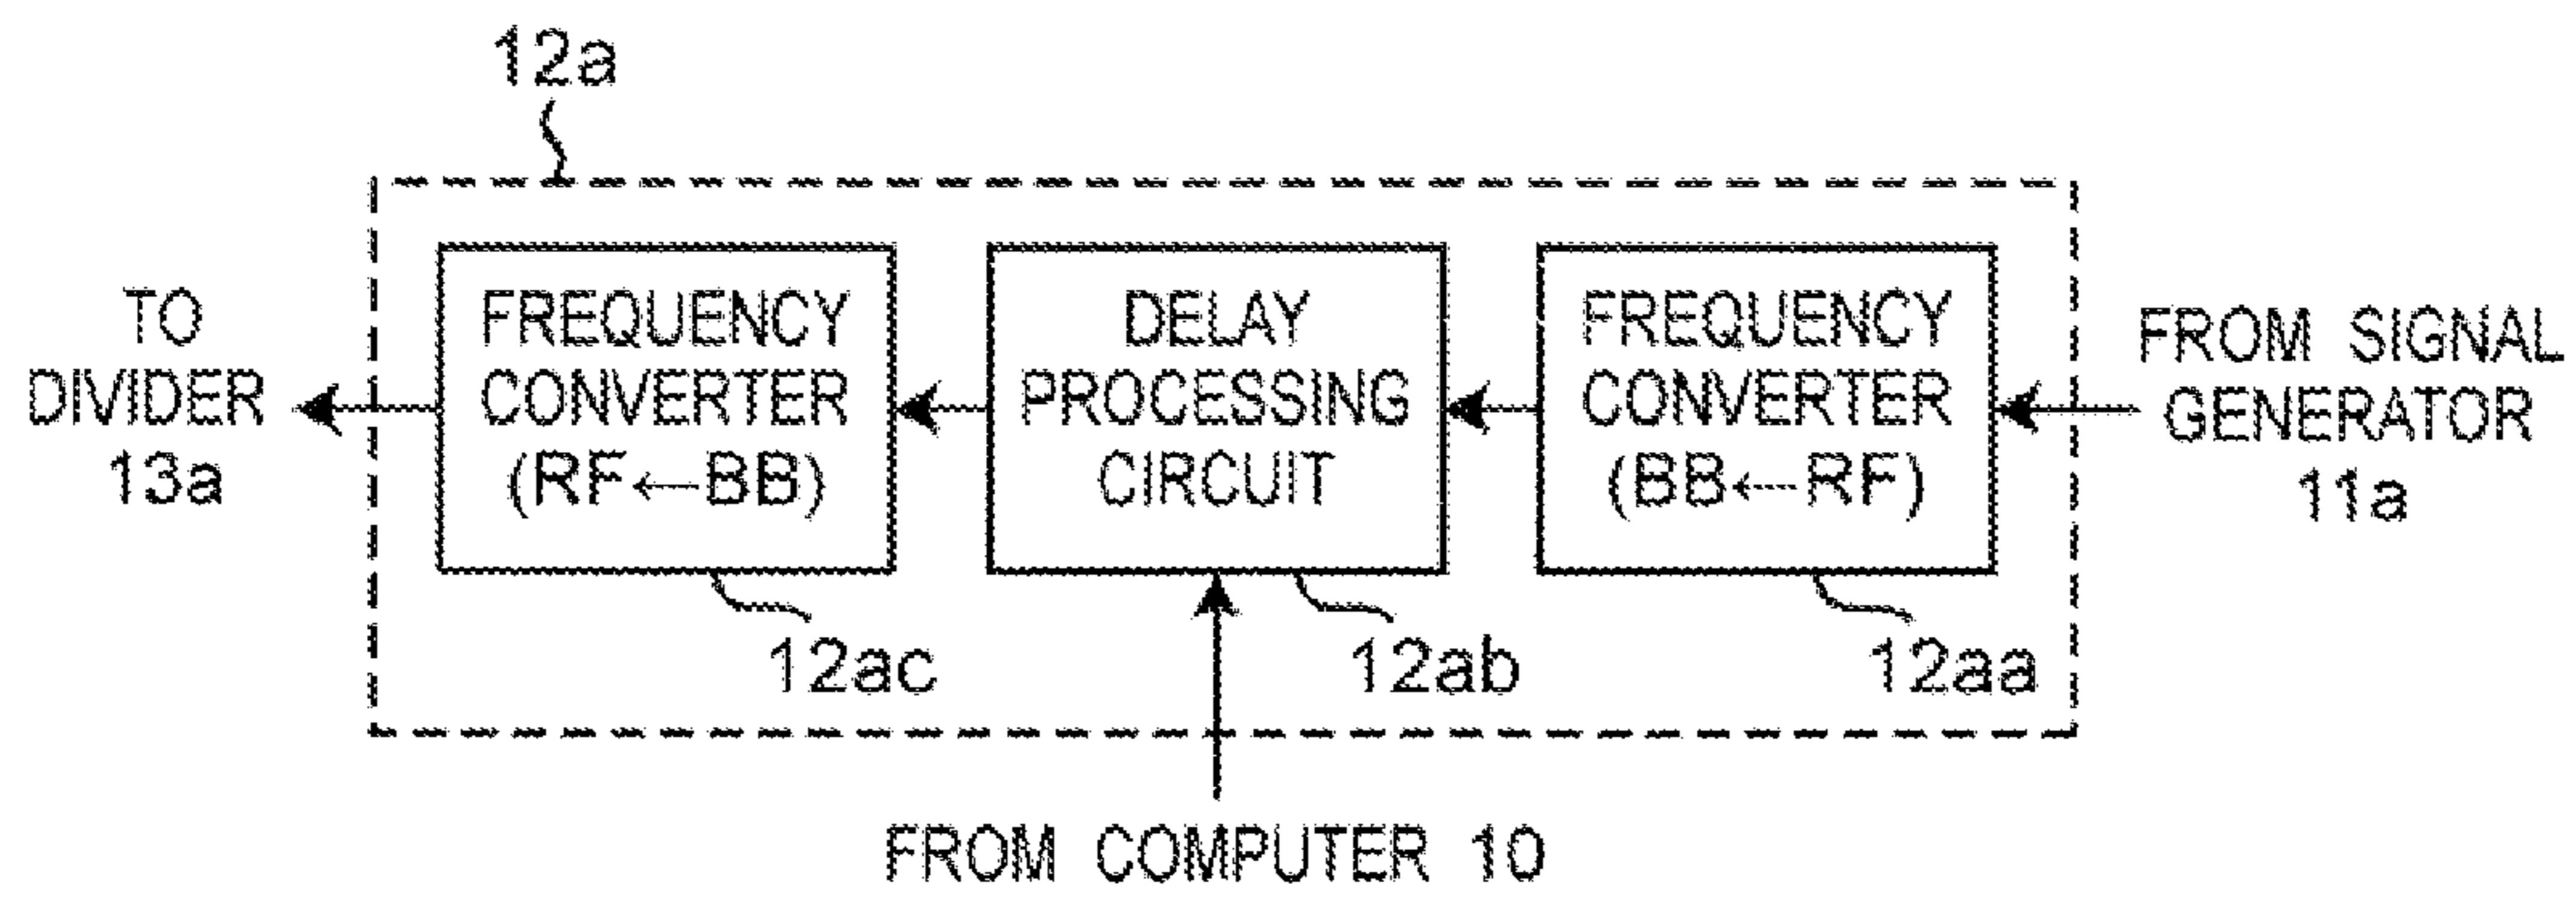 12a
TO
DIVIDER
13a
FREQUENCY
CONVERTER
(RF←BB)
12ac
DELAY
PROCESSING
CIRCUIT
12ab
FREQUENCY
CONVERTER
(BB←RF)
12aa
FROM SIGNAL
GENERATOR
11a
FROM COMPUTER 10